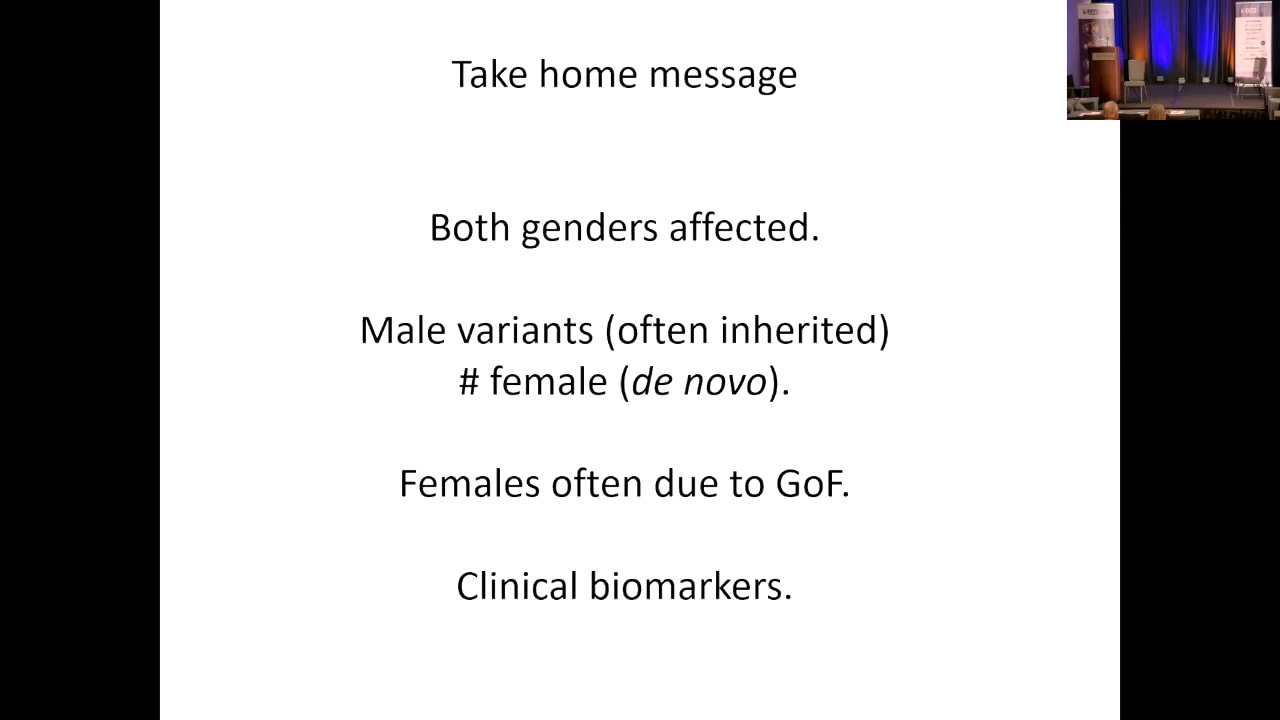 Take home message
Both genders affected.
Male variants (often inherited)
# female (de novo).
Females often due to GoF.
Clinical biomarkers.